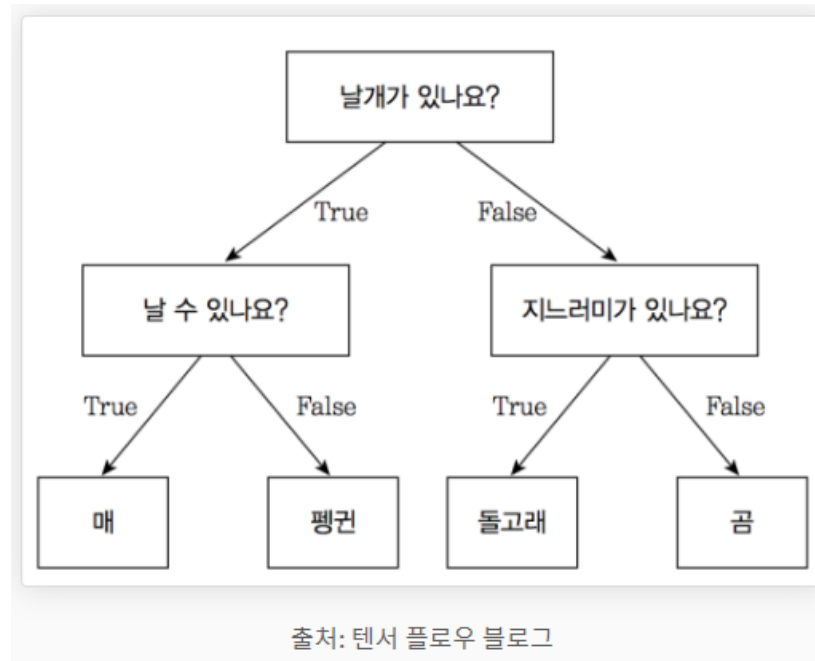 날개가 있나요?
True
False
날 수 있나요?
지느러미가 있나요?
True
False
True
False
매
펭귄
돌고래
곰
출처: 텐서 플로우 블로그